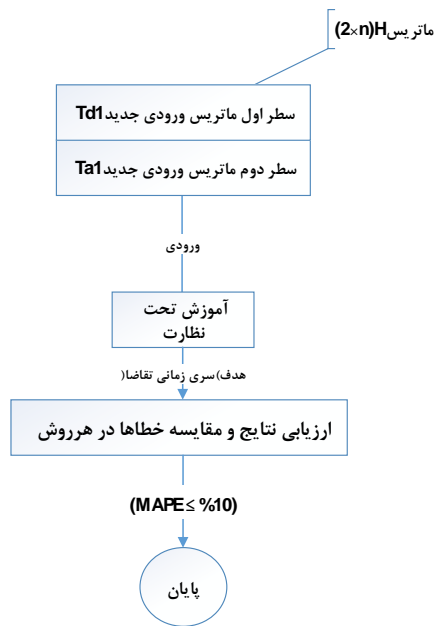 ماتریس H(2×n)
سطر اول ماتریس ورودی جدید Td1
سطر دوم ماتریس ورودی جدید Ta1
ورودی
آموزش تحت
نظارت
هدف)سری زمانی تقاضا(
ارزیابی نتایج و مقایسه خطاها در هرروش
(MAPE≤ %10)
پایان